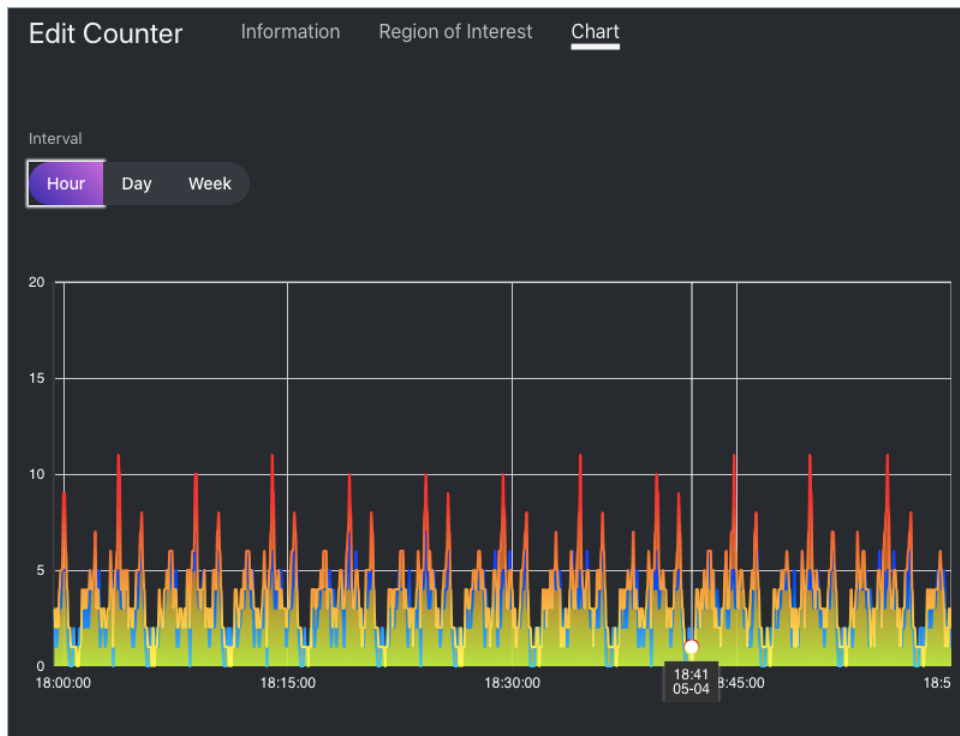 Edit Counter Information Region of Interest Chart
Interval
Hour Day Week
20
15
10
5
0
18:00:00 18:15:00 18:30:00 8:45:00 18:5
18:41
05-04